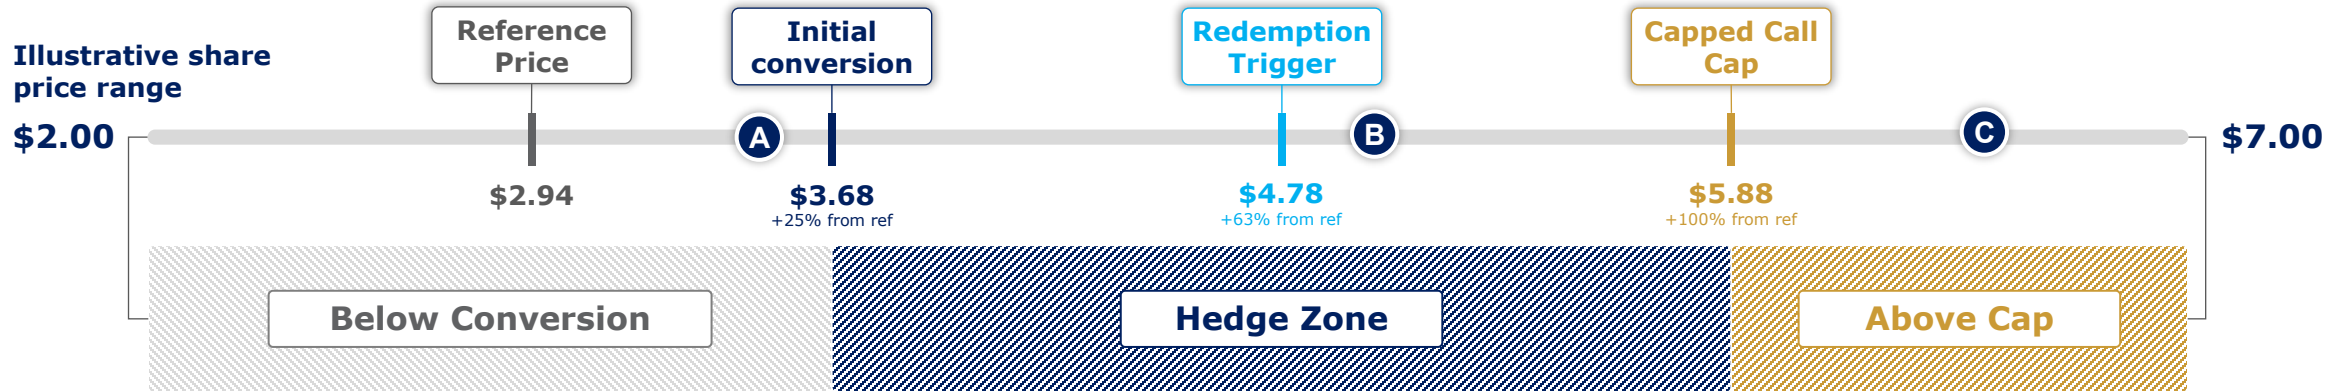 Illustrative share
price range
Reference
Price
Initial
conversion
Redemption
Trigger
Capped Call
Cap
$2.00
A
B
C
$7.00
$2.94
$3.68
+25% from ref
$4.78
+63% from ref
$5.88
+100% from ref
Below Conversion
Hedge Zone
Above Cap